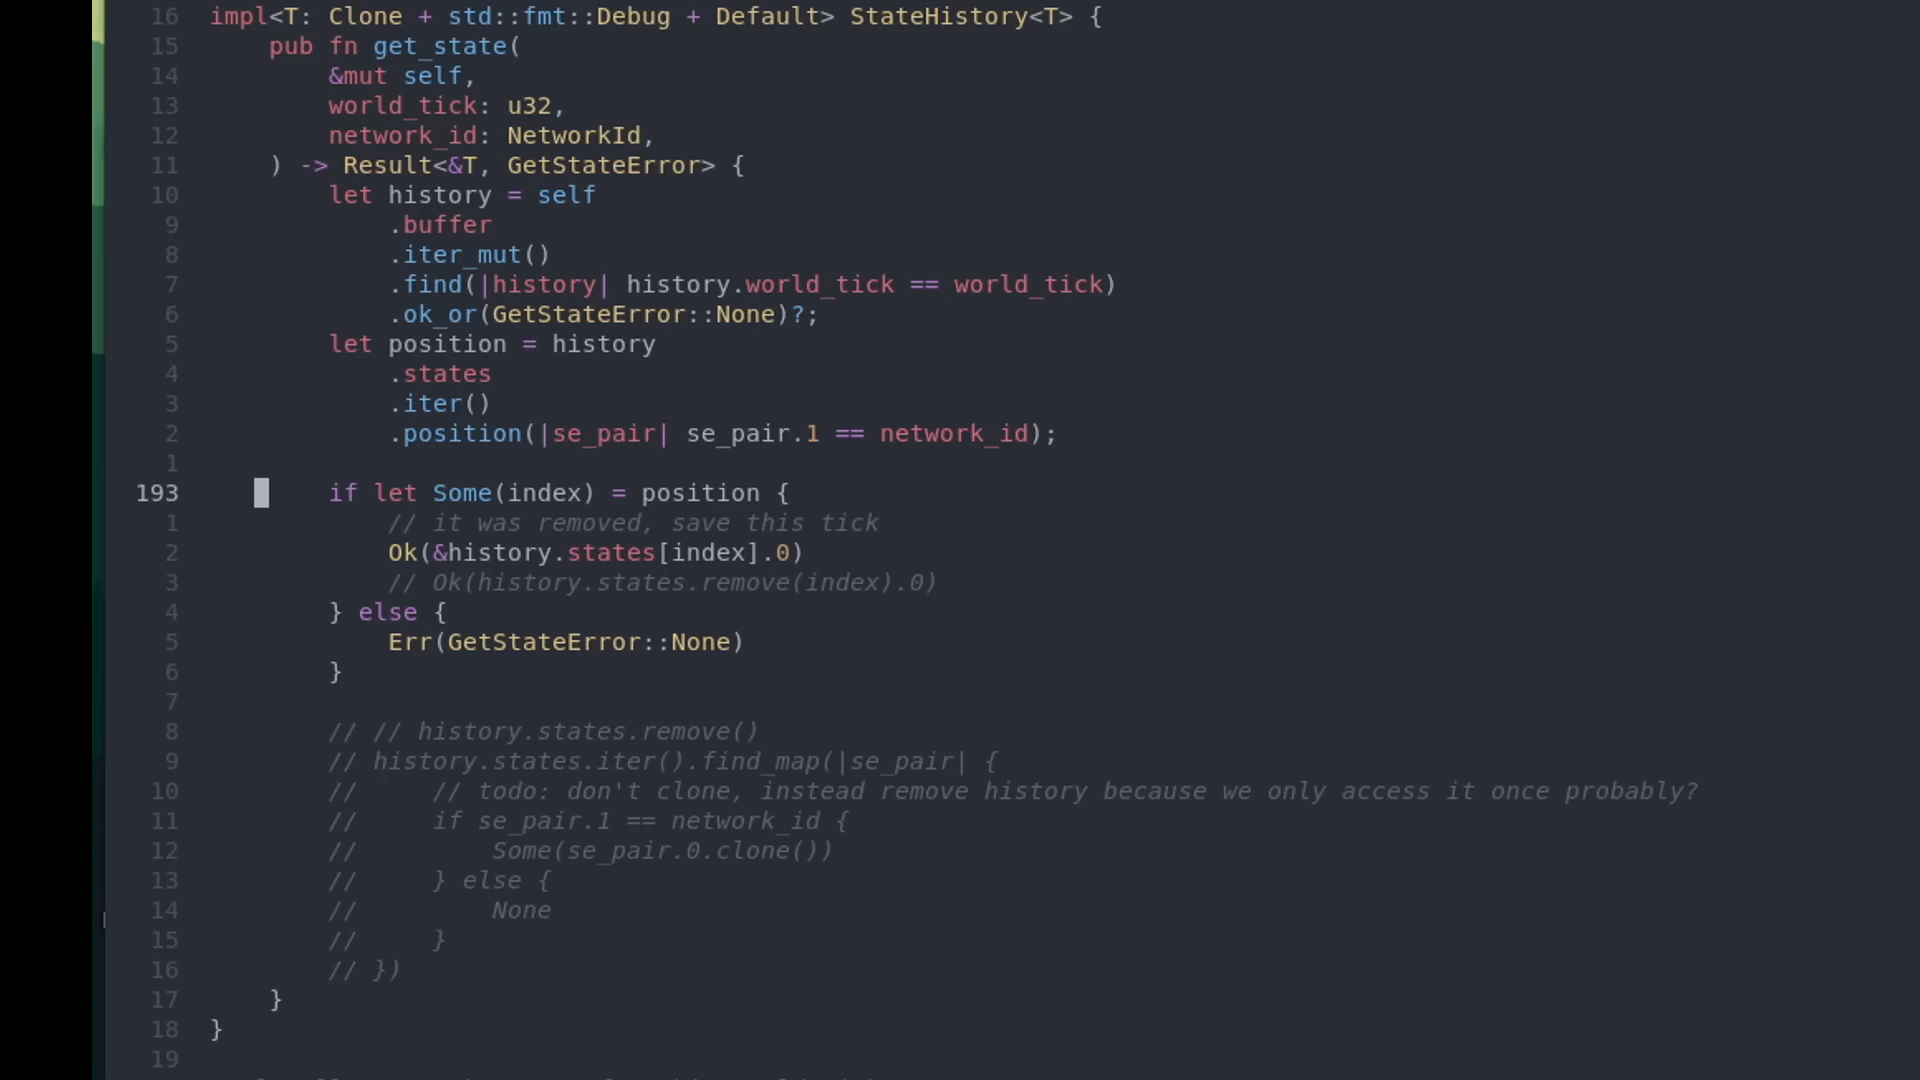 16 impl<T: Clone + std::fmt::Debug + Default> StateHistory<T> {
15     pub fn get_state(
14         &mut self,
13         world_tick: u32,
12         network_id: NetworkId,
11     ) -> Result<&T, GetStateError> {
10         let history = self
9             .buffer
8             .iter_mut()
7             .find(|history| history.world_tick == world_tick)
6             .ok_or(GetStateError::None)?;
5         let position = history
4             .states
3             .iter()
2             .position(|se_pair| se_pair.1 == network_id);
1
193         if let Some(index) = position {
1             // it was removed, save this tick
2             Ok(&history.states[index].0)
3             // Ok(history.states.remove(index).0)
4         } else {
5             Err(GetStateError::None)
6         }
7
8         // // history.states.remove()
9         // history.states.iter().find_map(|se_pair| {
10         //     // todo: don't clone, instead remove history because we only access it once probably?
11         //     if se_pair.1 == network_id {
12         //         Some(se_pair.0.clone())
13         //     } else {
14         //         None
15         //     }
16         // })
17     }
18 }
19